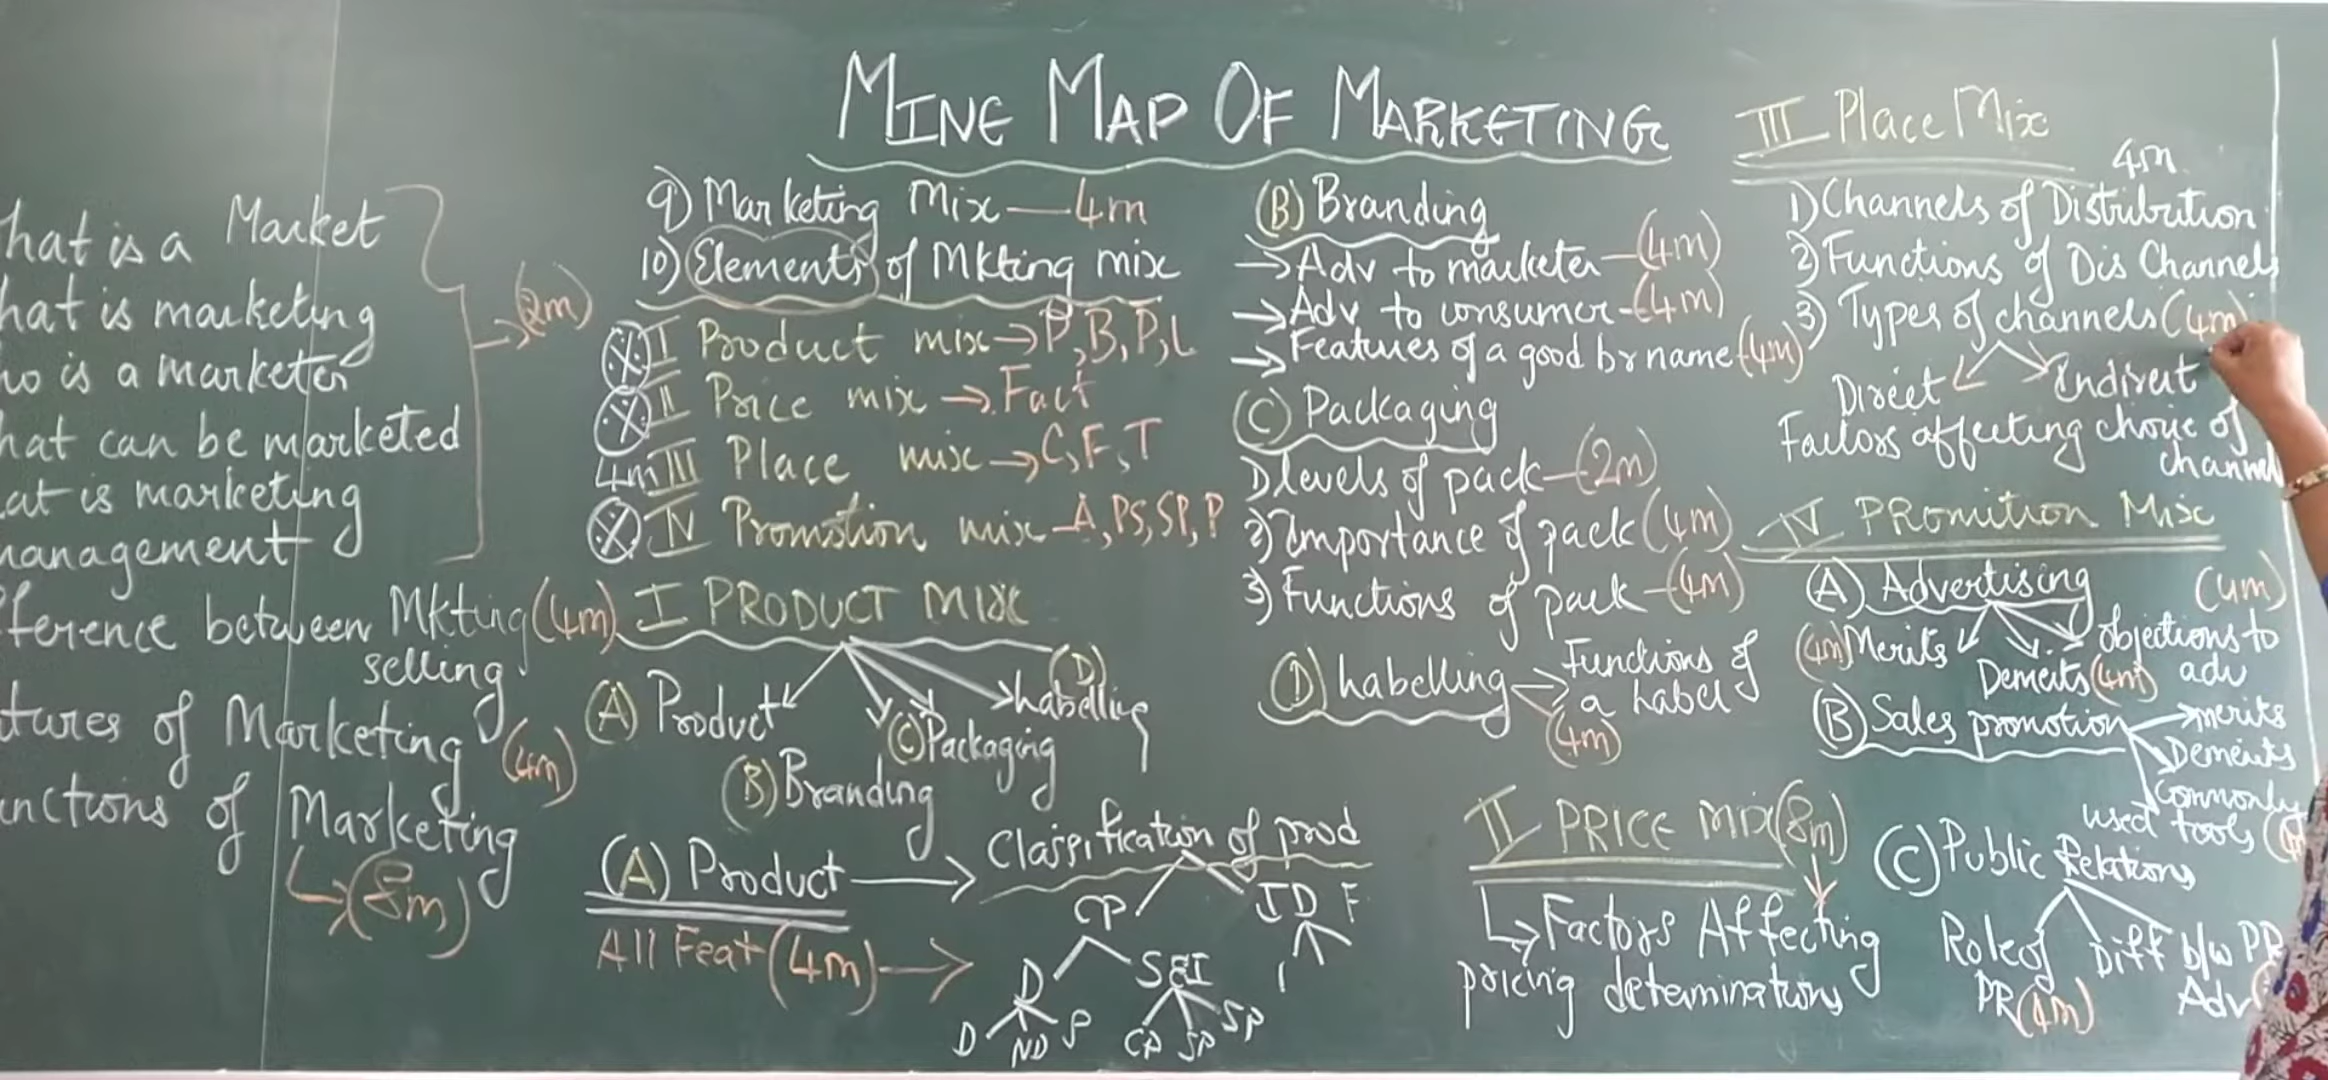 MINE MAP OF MARKETING
hat is a Market
hat is marketing
o is a marketer
hat can be marketed
at is marketing
anagement
(2m)
ference between Mkting (4m)
selling
tures of Marketing (4m)
nctions of Marketing
(8m)
9) Marketing Mix — 4m
10) Elements of Mkting mix
I Product mix → P, B, P, L
II Price mix → Fact
4m III Place mix → C, F, T
IV Promotion mix - A, PS, SP, P
I PRODUCT MIX
(A) Product
(B) Branding
(C) Packaging
(D)
Labelling
(A) Product → Classification of prod
All Feat (4m) →
CP
ID F
D
SEI
D ND P
CP SP SP
(B) Branding
→ Adv to marketer - (4m)
→ Adv to consumer - (4m)
→ Features of a good br name (4m)
(C) Packaging
1) levels of pack - (2m)
2) Importance of pack (4m)
3) Functions of pack - (4m)
(D) Labelling → Functions of
a Label
(4m)
II PRICE MIX (8m)
↳ Factors Affecting
pricing determinations
III Place Mix
4m
1) Channels of Distribution
2) Functions of Dis Channels
3) Types of channels (4m)
Direct Indirect
Factors affecting choice of
channel
IV PROMITION MIX
(A) Advertising (4m)
(4m) Merits
Demeits (4m)
objections to
adv
(B) Sales promotion → merits
Demeits
Commonly
used tools
(C) Public Relations
Role of
PR (4m)
Diff b/w PR
Adv